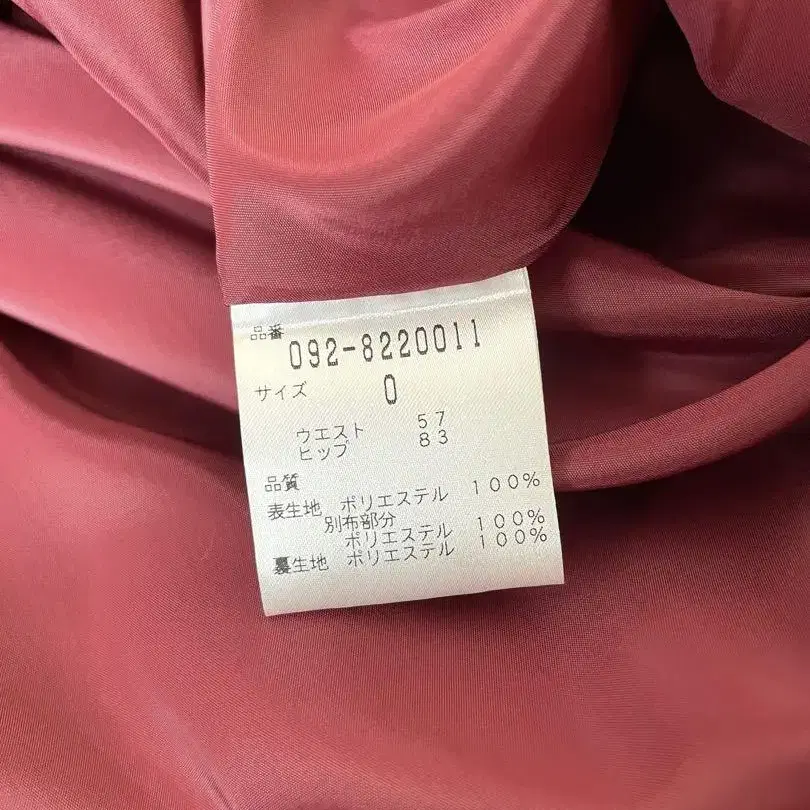 品番 092-8220011
サイズ 0
ウエスト 57
ヒップ 83
品質
表生地 ポリエステル 100%
別布部分
ポリエステル 100%
裏生地 ポリエステル 100%